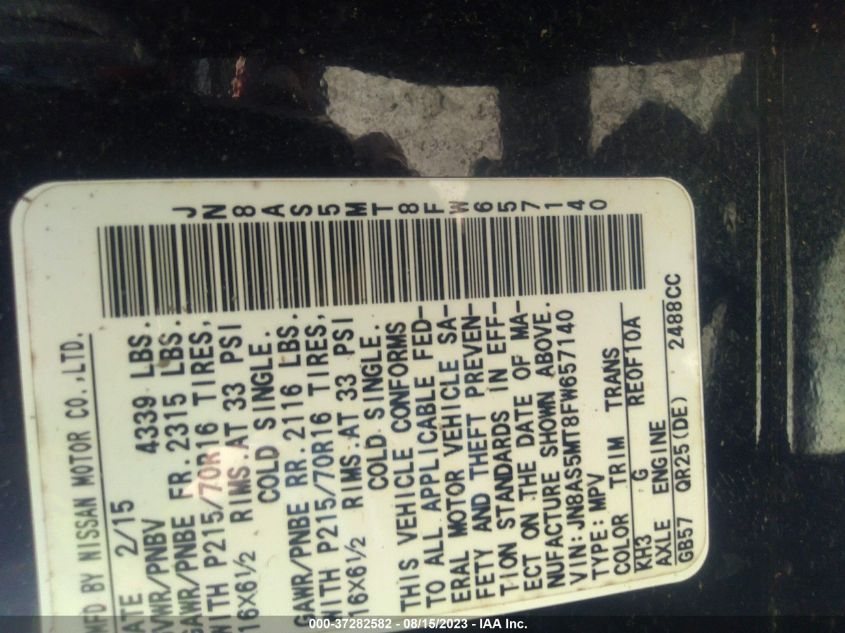 JN8AS5MT8FW657140
MFD BY NISSAN MOTOR CO.,LTD.
ATE 2/15
VWR/PNBV 4339 LBS.
GAWR/PNBE FR. 2315 LBS.
WITH P215/70R16 TIRES,
16X6½ RIMS.AT 33 PSI
COLD SINGLE.
GAWR/PNBE RR. 2116 LBS.
WITH P215/70R16 TIRES,
16X6½ RIMS.AT 33 PSI
COLD SINGLE.
THIS VEHICLE CONFORMS
TO ALL APPLICABLE FED-
ERAL MOTOR VEHICLE SA-
FETY AND THEFT PREVEN-
TION STANDARDS IN EFF-
ECT ON THE DATE OF MA-
NUFACTURE SHOWN ABOVE.
VIN:JN8AS5MT8FW657140
TYPE:MPV
COLOR TRIM TRANS
KH3 G RE0F10A
AXLE ENGINE
GB57 QR25(DE) 2488CC
000-37282582 - 08/15/2023 - IAA Inc.